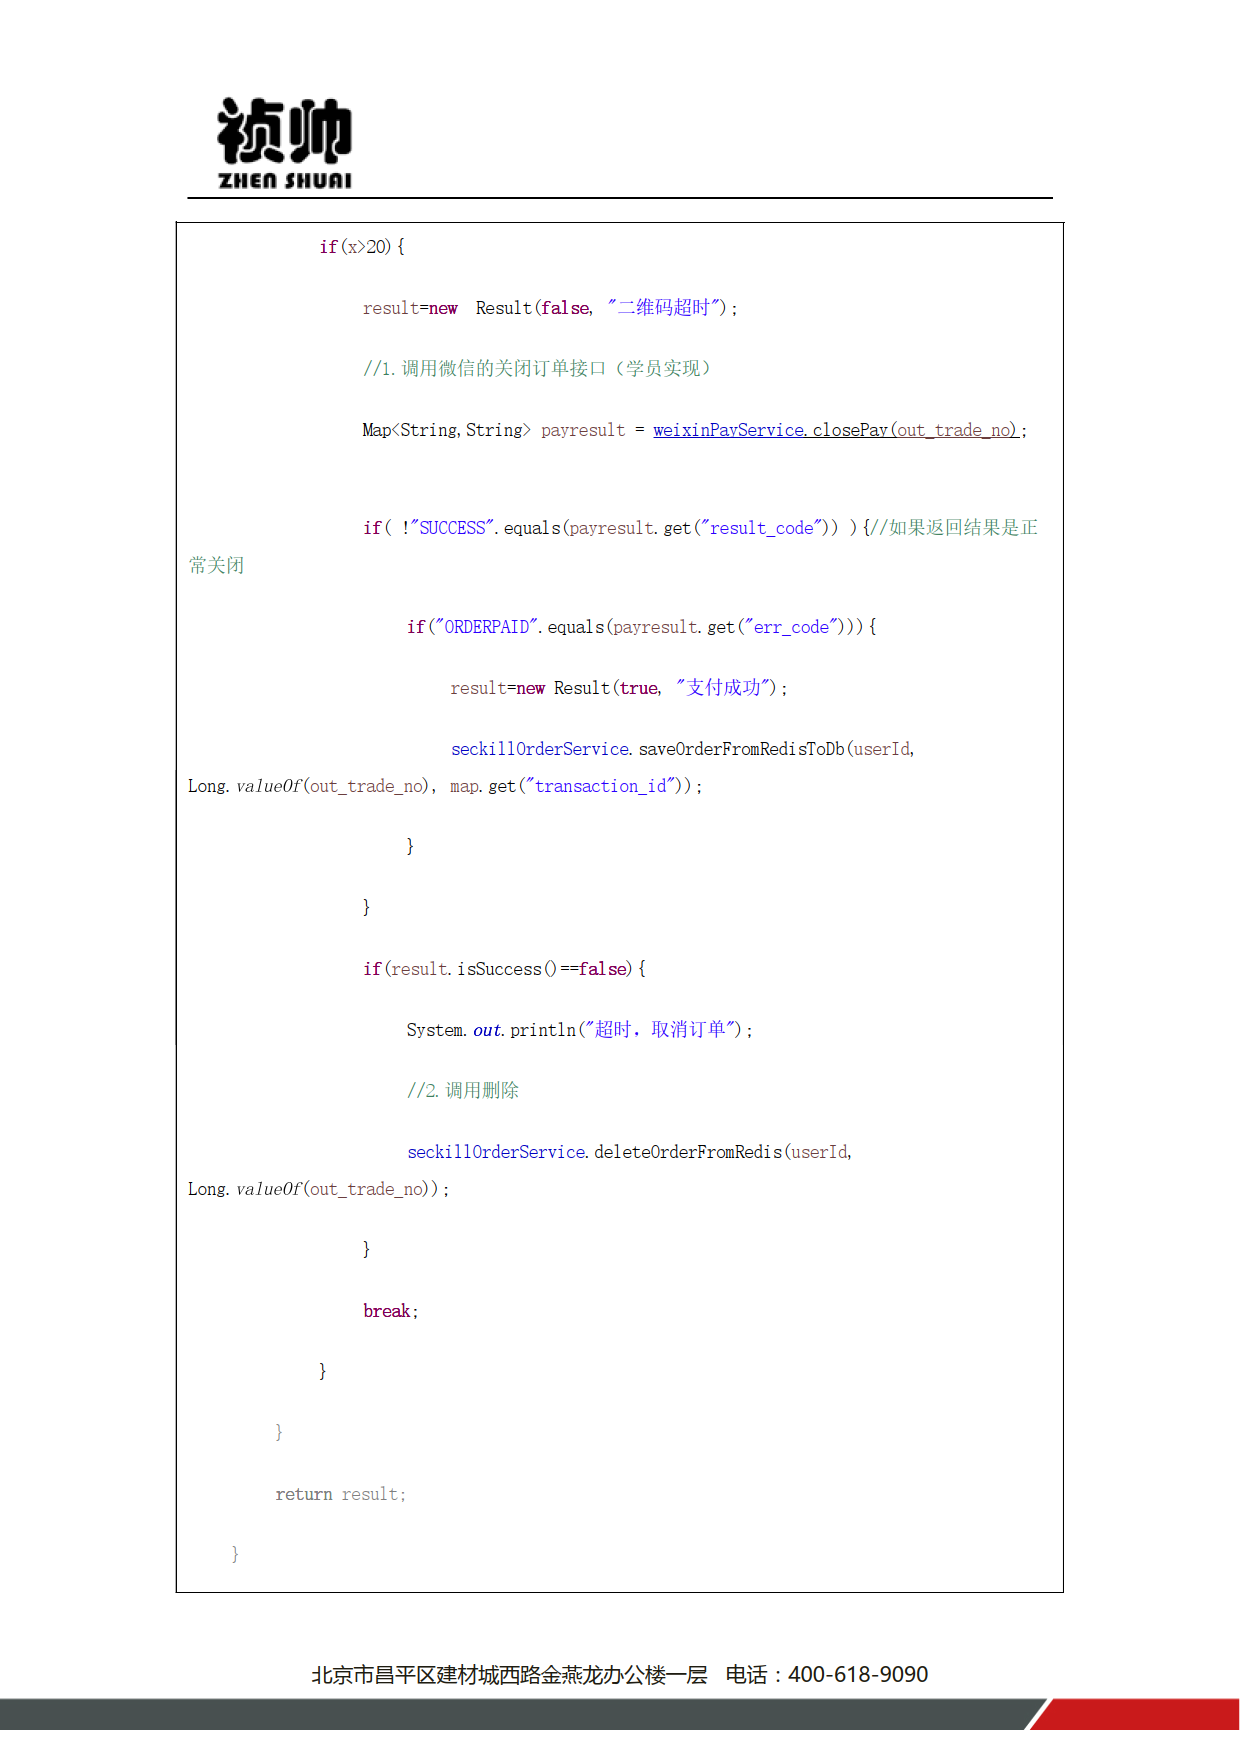 祯帅
ZHEN SHUAI
if(x>20){
result=new  Result(false, "二维码超时");
//1.调用微信的关闭订单接口（学员实现）
Map<String,String> payresult = weixinPayService.closePay(out_trade_no);
if( !"SUCCESS".equals(payresult.get("result_code")) ){//如果返回结果是正
常关闭
if("ORDERPAID".equals(payresult.get("err_code"))){
result=new Result(true, "支付成功");
seckillOrderService.saveOrderFromRedisToDb(userId,
Long.valueOf(out_trade_no), map.get("transaction_id"));
}
}
if(result.isSuccess()==false){
System.out.println("超时，取消订单");
//2.调用删除
seckillOrderService.deleteOrderFromRedis(userId,
Long.valueOf(out_trade_no));
}
break;
}
}
return result;
}
北京市昌平区建材城西路金燕龙办公楼一层   电话：400-618-9090